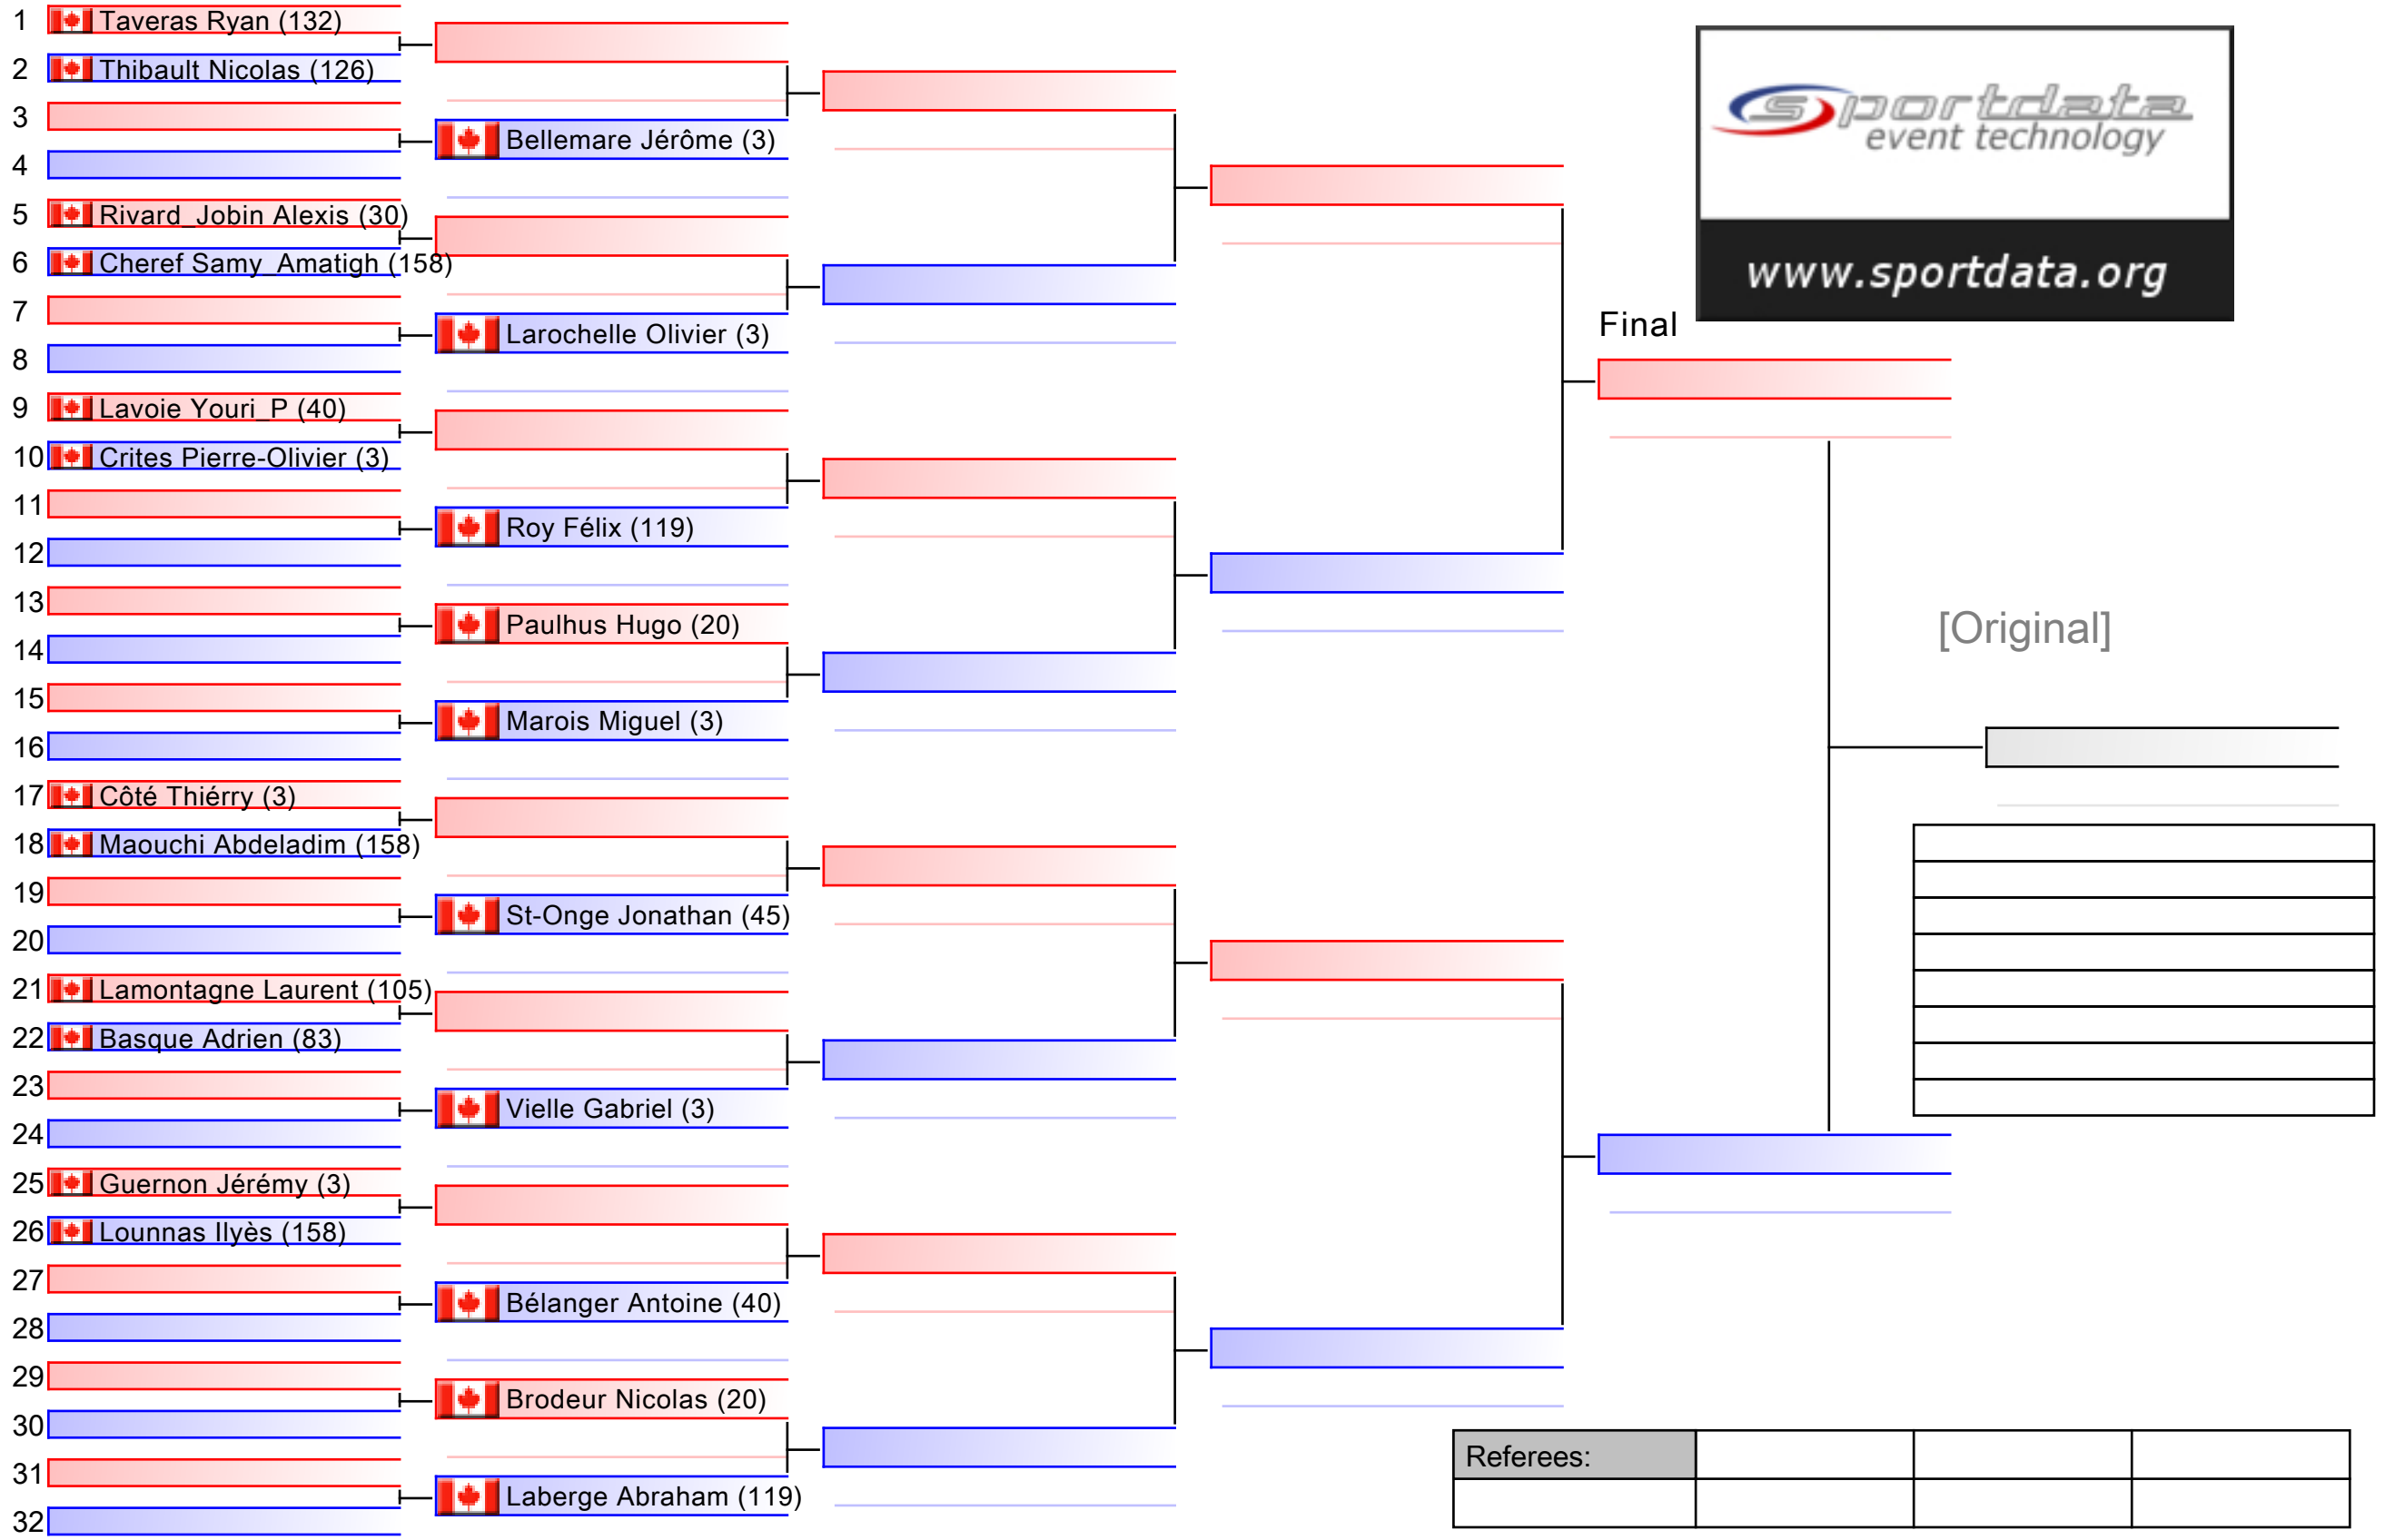 1 Taveras Ryan (132)
2 Thibault Nicolas (126)
3
Bellemare Jérôme (3)
4
5 Rivard_Jobin Alexis (30)
6 Cheref Samy_Amatigh (158)
7
Larochelle Olivier (3)
8
9 Lavoie Youri_P (40)
10 Crites Pierre-Olivier (3)
11
Roy Félix (119)
12
13
Paulhus Hugo (20)
14
15
Marois Miguel (3)
16
17 Côté Thiérry (3)
18 Maouchi Abdeladim (158)
19
St-Onge Jonathan (45)
20
21 Lamontagne Laurent (105)
22 Basque Adrien (83)
23
Vielle Gabriel (3)
24
25 Guernon Jérémy (3)
26 Lounnas Ilyès (158)
27
Bélanger Antoine (40)
28
29
Brodeur Nicolas (20)
30
31
Laberge Abraham (119)
32
sportdata
event technology
www.sportdata.org
Final
[Original]
Referees: